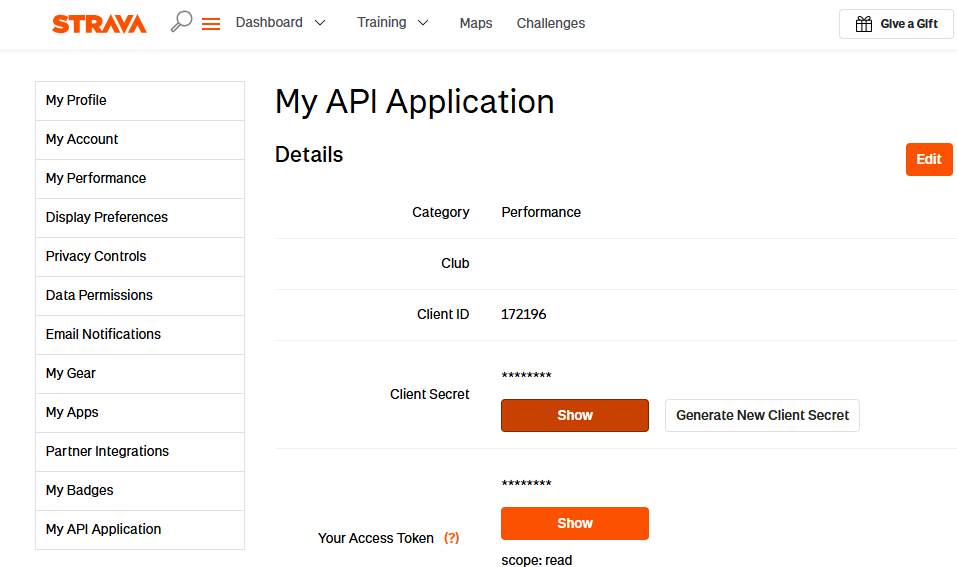 STRAVA Dashboard Training Maps Challenges Give a Gift
My Profile
My Account
My Performance
Display Preferences
Privacy Controls
Data Permissions
Email Notifications
My Gear
My Apps
Partner Integrations
My Badges
My API Application
My API Application
Details Edit
Category Performance
Club
Client ID 172196
********
Client Secret
Show Generate New Client Secret
********
Show
Your Access Token (?)
scope: read